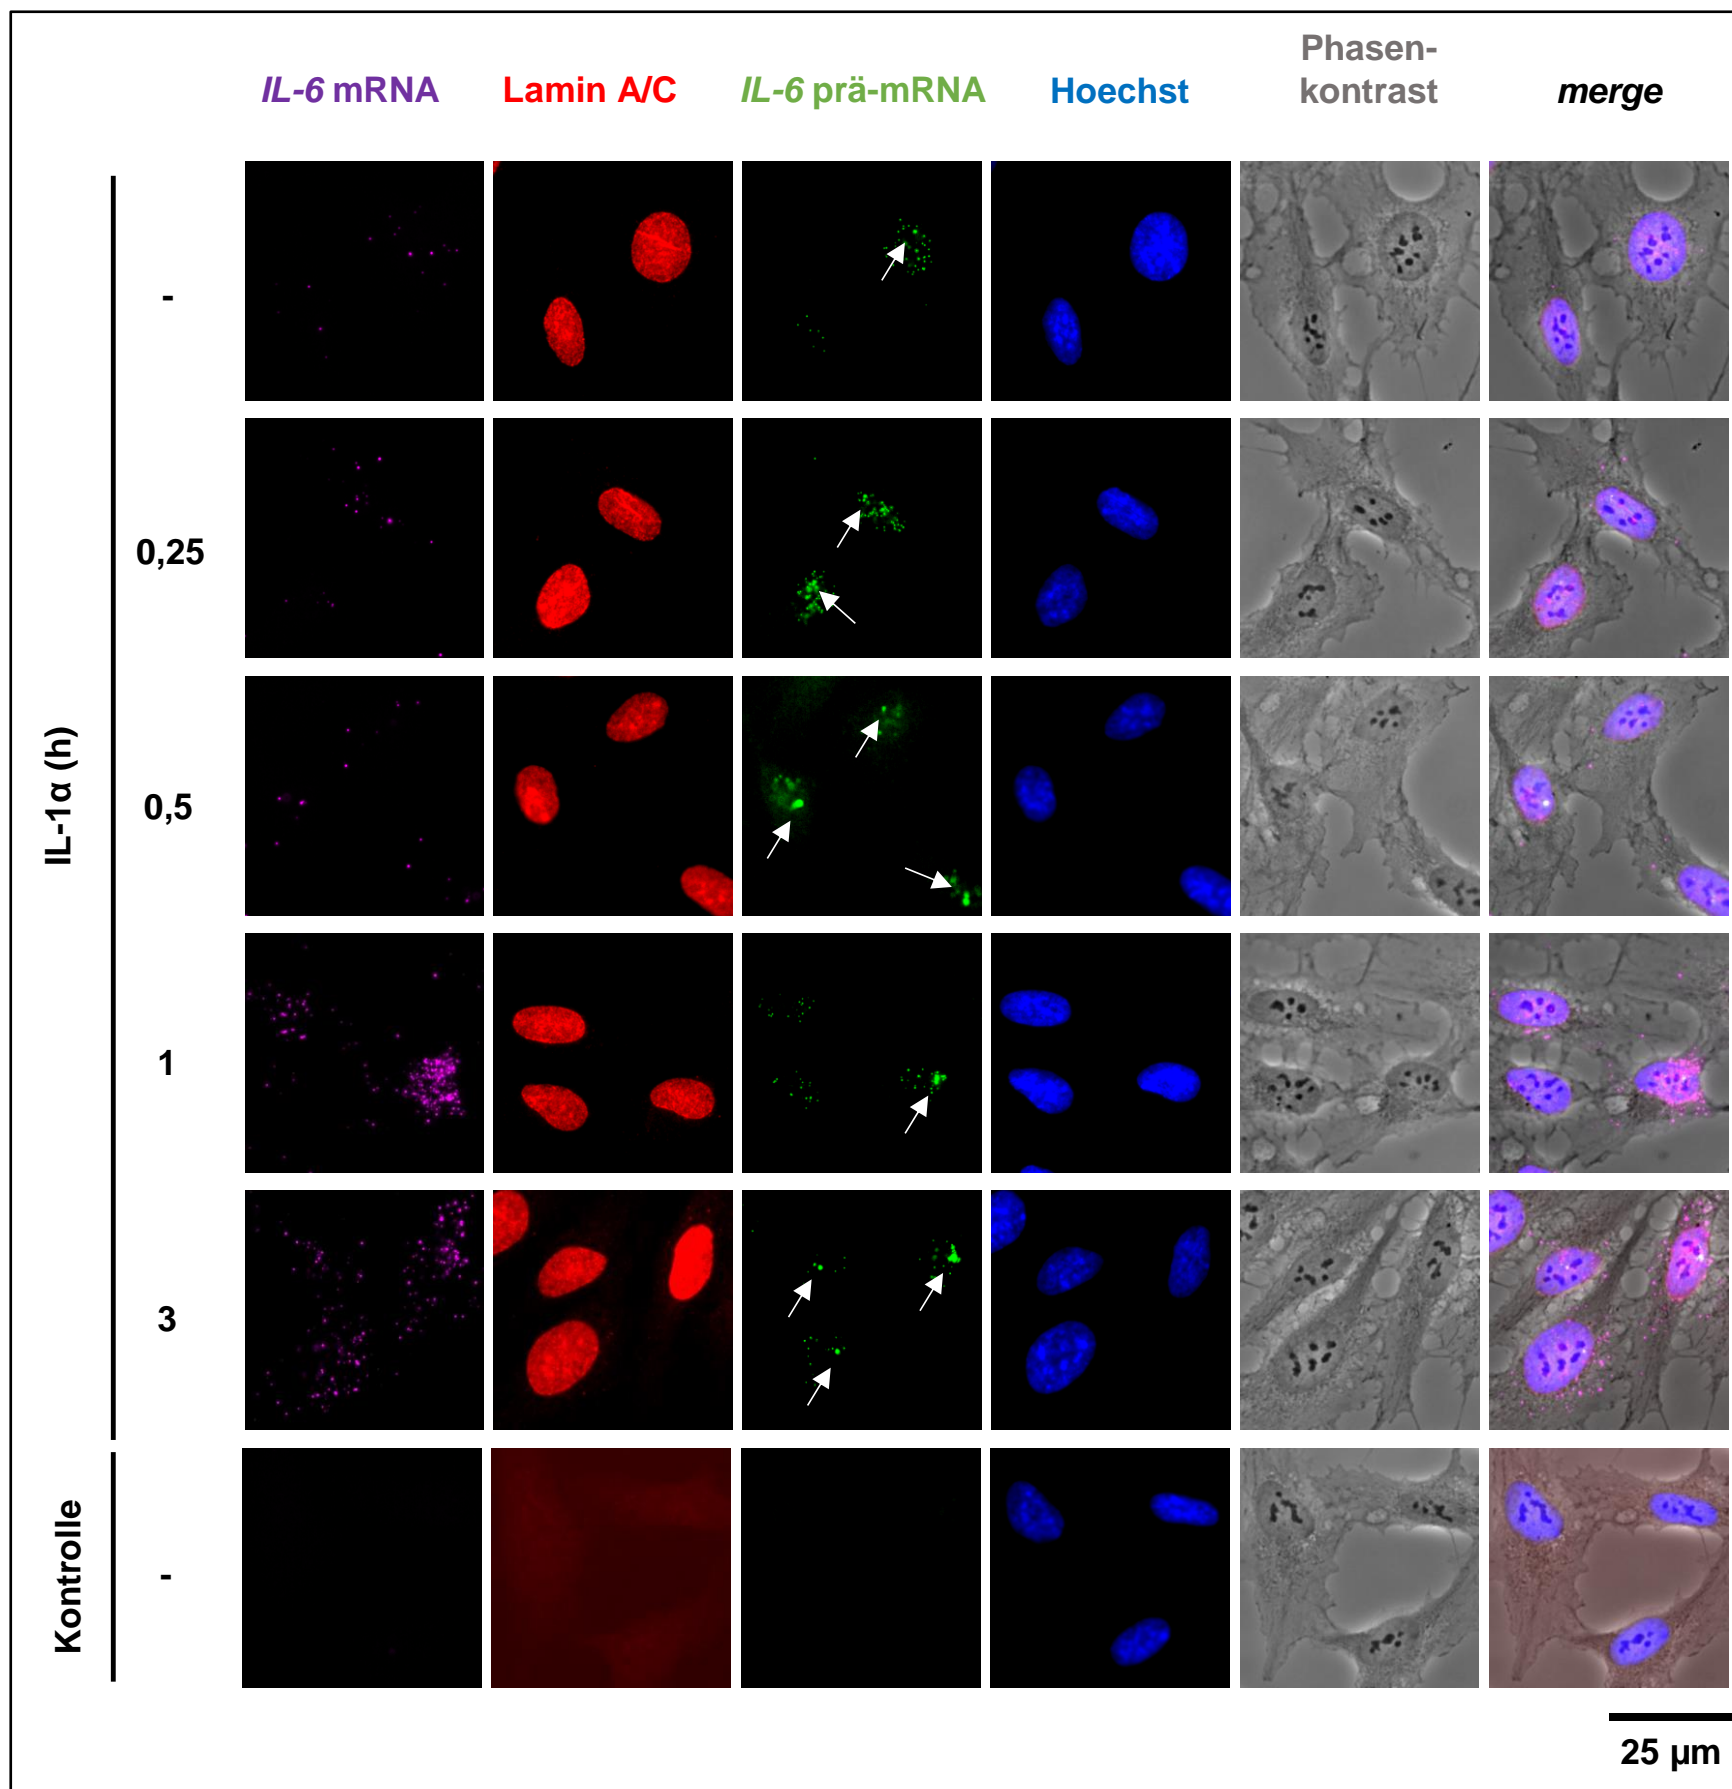 Phasen-
IL-6 mRNA Lamin A/C IL-6 prä-mRNA Hoechst kontrast merge
-
0,25
IL-1α (h)
0,5
1
3
Kontrolle
-
25 µm